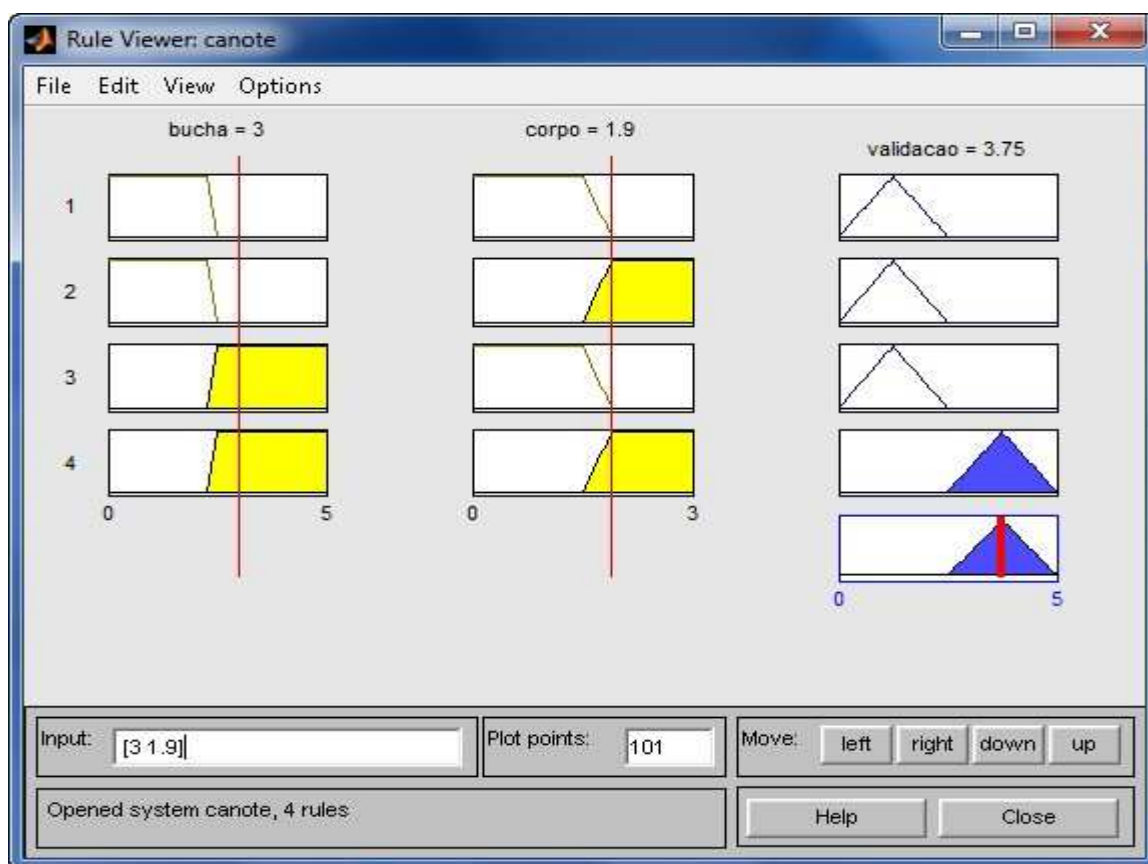 Rule Viewer: canote
File Edit View Options
bucha = 3
corpo = 1.9
validacao = 3.75
1
2
3
4
0 5
0 3
0 5
Input: [3 1.9]
Plot points: 101
Move: left right down up
Opened system canote, 4 rules
Help Close